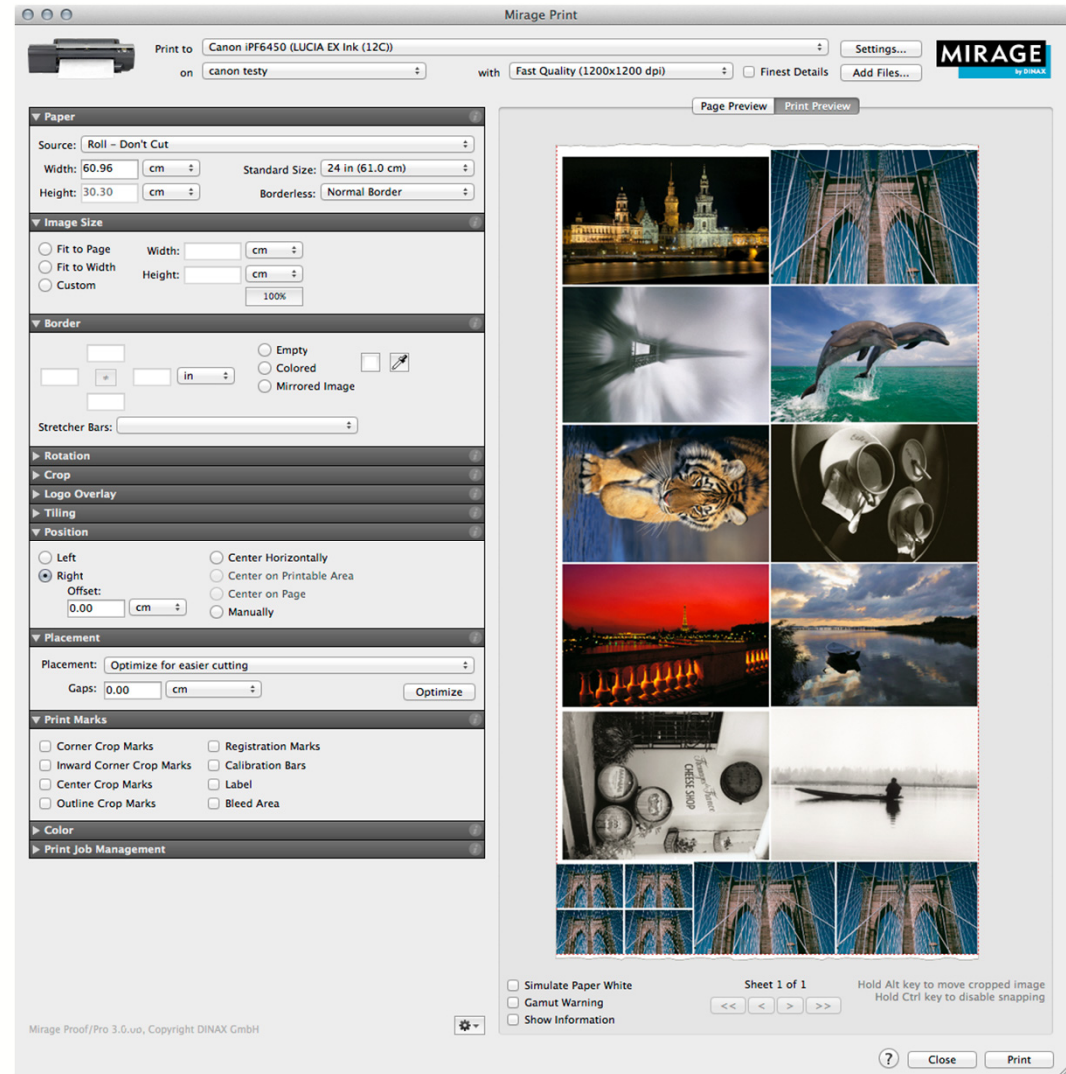 Mirage Print
Print to Canon iPF6450 (LUCIA EX Ink (12C)) Settings...
on canon testy with Fast Quality (1200x1200 dpi) Finest Details Add Files...
MIRAGE
by DINAX
Page Preview Print Preview
Paper
Source: Roll – Don't Cut
Width: 60.96 cm Standard Size: 24 in (61.0 cm)
Height: 30.30 cm Borderless: Normal Border
Image Size
Fit to Page Width: cm
Fit to Width
Height: cm
Custom
100%
Border
Empty
Colored
in
Mirrored Image
Stretcher Bars:
Rotation
Crop
Logo Overlay
Tiling
Position
Left Center Horizontally
Right Center on Printable Area
Offset: Center on Page
0.00 cm Manually
Placement
Placement: Optimize for easier cutting
Gaps: 0.00 cm Optimize
Print Marks
Corner Crop Marks Registration Marks
Inward Corner Crop Marks Calibration Bars
Center Crop Marks Label
Outline Crop Marks Bleed Area
Color
Print Job Management
CHEESE SHOP
Simulate Paper White Sheet 1 of 1 Hold Alt key to move cropped image
Gamut Warning << < > >> Hold Ctrl key to disable snapping
Show Information
Mirage Proof/Pro 3.0.00, Copyright DINAX GmbH
? Close Print